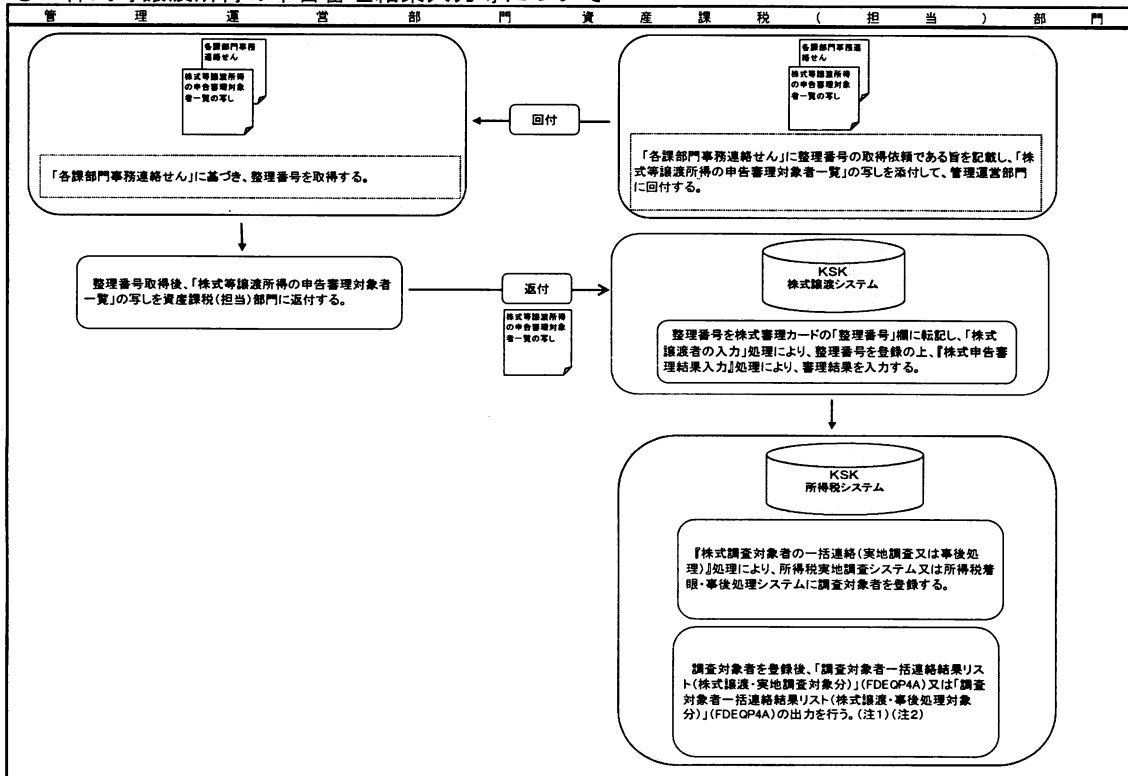 管理運営部門
資産課税(担当)部門
各課部門事務
連絡せん
株式等譲渡所得
の申告審理対象
者一覧の写し
「各課部門事務連絡せん」に基づき、整理番号を取得する。
回付
各課部門事務連
絡せん
株式等譲渡所得
の申告審理対象
者一覧の写し
「各課部門事務連絡せん」に整理番号の取得依頼である旨を記載し、「株
式等譲渡所得の申告審理対象者一覧」の写しを添付して、管理運営部門
に回付する。
整理番号取得後、「株式等譲渡所得の申告審理対象者
一覧」の写しを資産課税(担当)部門に返付する。
返付
株式等譲渡所得
の申告審理対象
者一覧の写し
KSK
株式譲渡システム
整理番号を株式審理カードの「整理番号」欄に転記し、「株式
譲渡者の入力」処理により、整理番号を登録の上、『株式申告審
理結果入力』処理により、審理結果を入力する。
KSK
所得税システム
『株式調査対象者の一括連絡(実地調査又は事後処
理)』処理により、所得税実地調査システム又は所得税着
眼・事後処理システムに調査対象者を登録する。
調査対象者を登録後、「調査対象者一括連絡結果リス
ト(株式譲渡・実地調査対象分)」(FDEQP4A)又は「調査
対象者一括連絡結果リスト(株式譲渡・事後処理対象
分)」(FDEQP4A)の出力を行う。(注1)(注2)